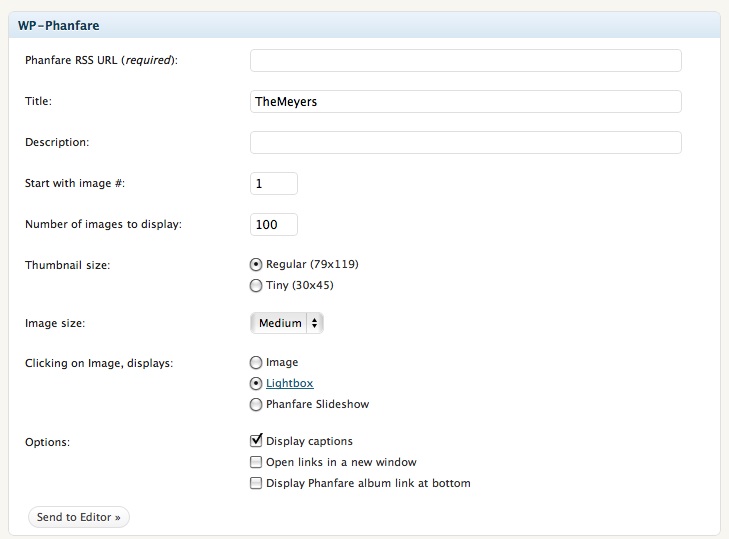 WP-Phanfare
Phanfare RSS URL (required):
Title: TheMeyers
Description:
Start with image #: 1
Number of images to display: 100
Thumbnail size: Regular (79x119)
Tiny (30x45)
Image size: Medium
Clicking on Image, displays: Image
Lightbox
Phanfare Slideshow
Options: Display captions
Open links in a new window
Display Phanfare album link at bottom
Send to Editor »